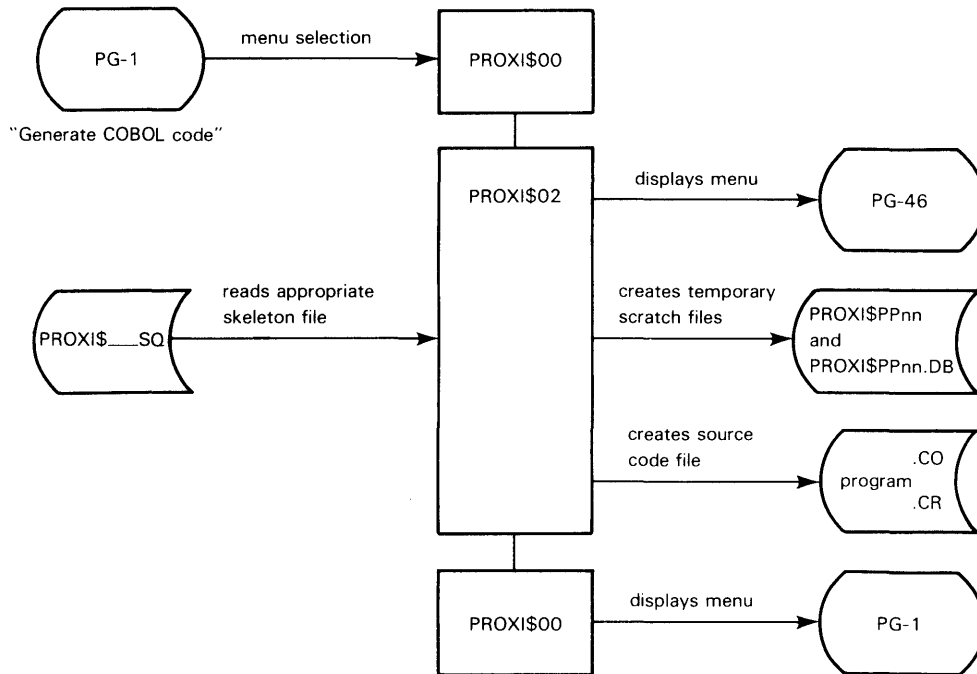 PG-1
menu selection
PROXI$00
"Generate COBOL code"
PROXI$02
displays menu
PG-46
reads appropriate
skeleton file
PROXI$___SQ
creates temporary
scratch files
PROXI$PPnn
and
PROXI$PPnn.DB
creates source
code file
.CO
program
.CR
PROXI$00
displays menu
PG-1